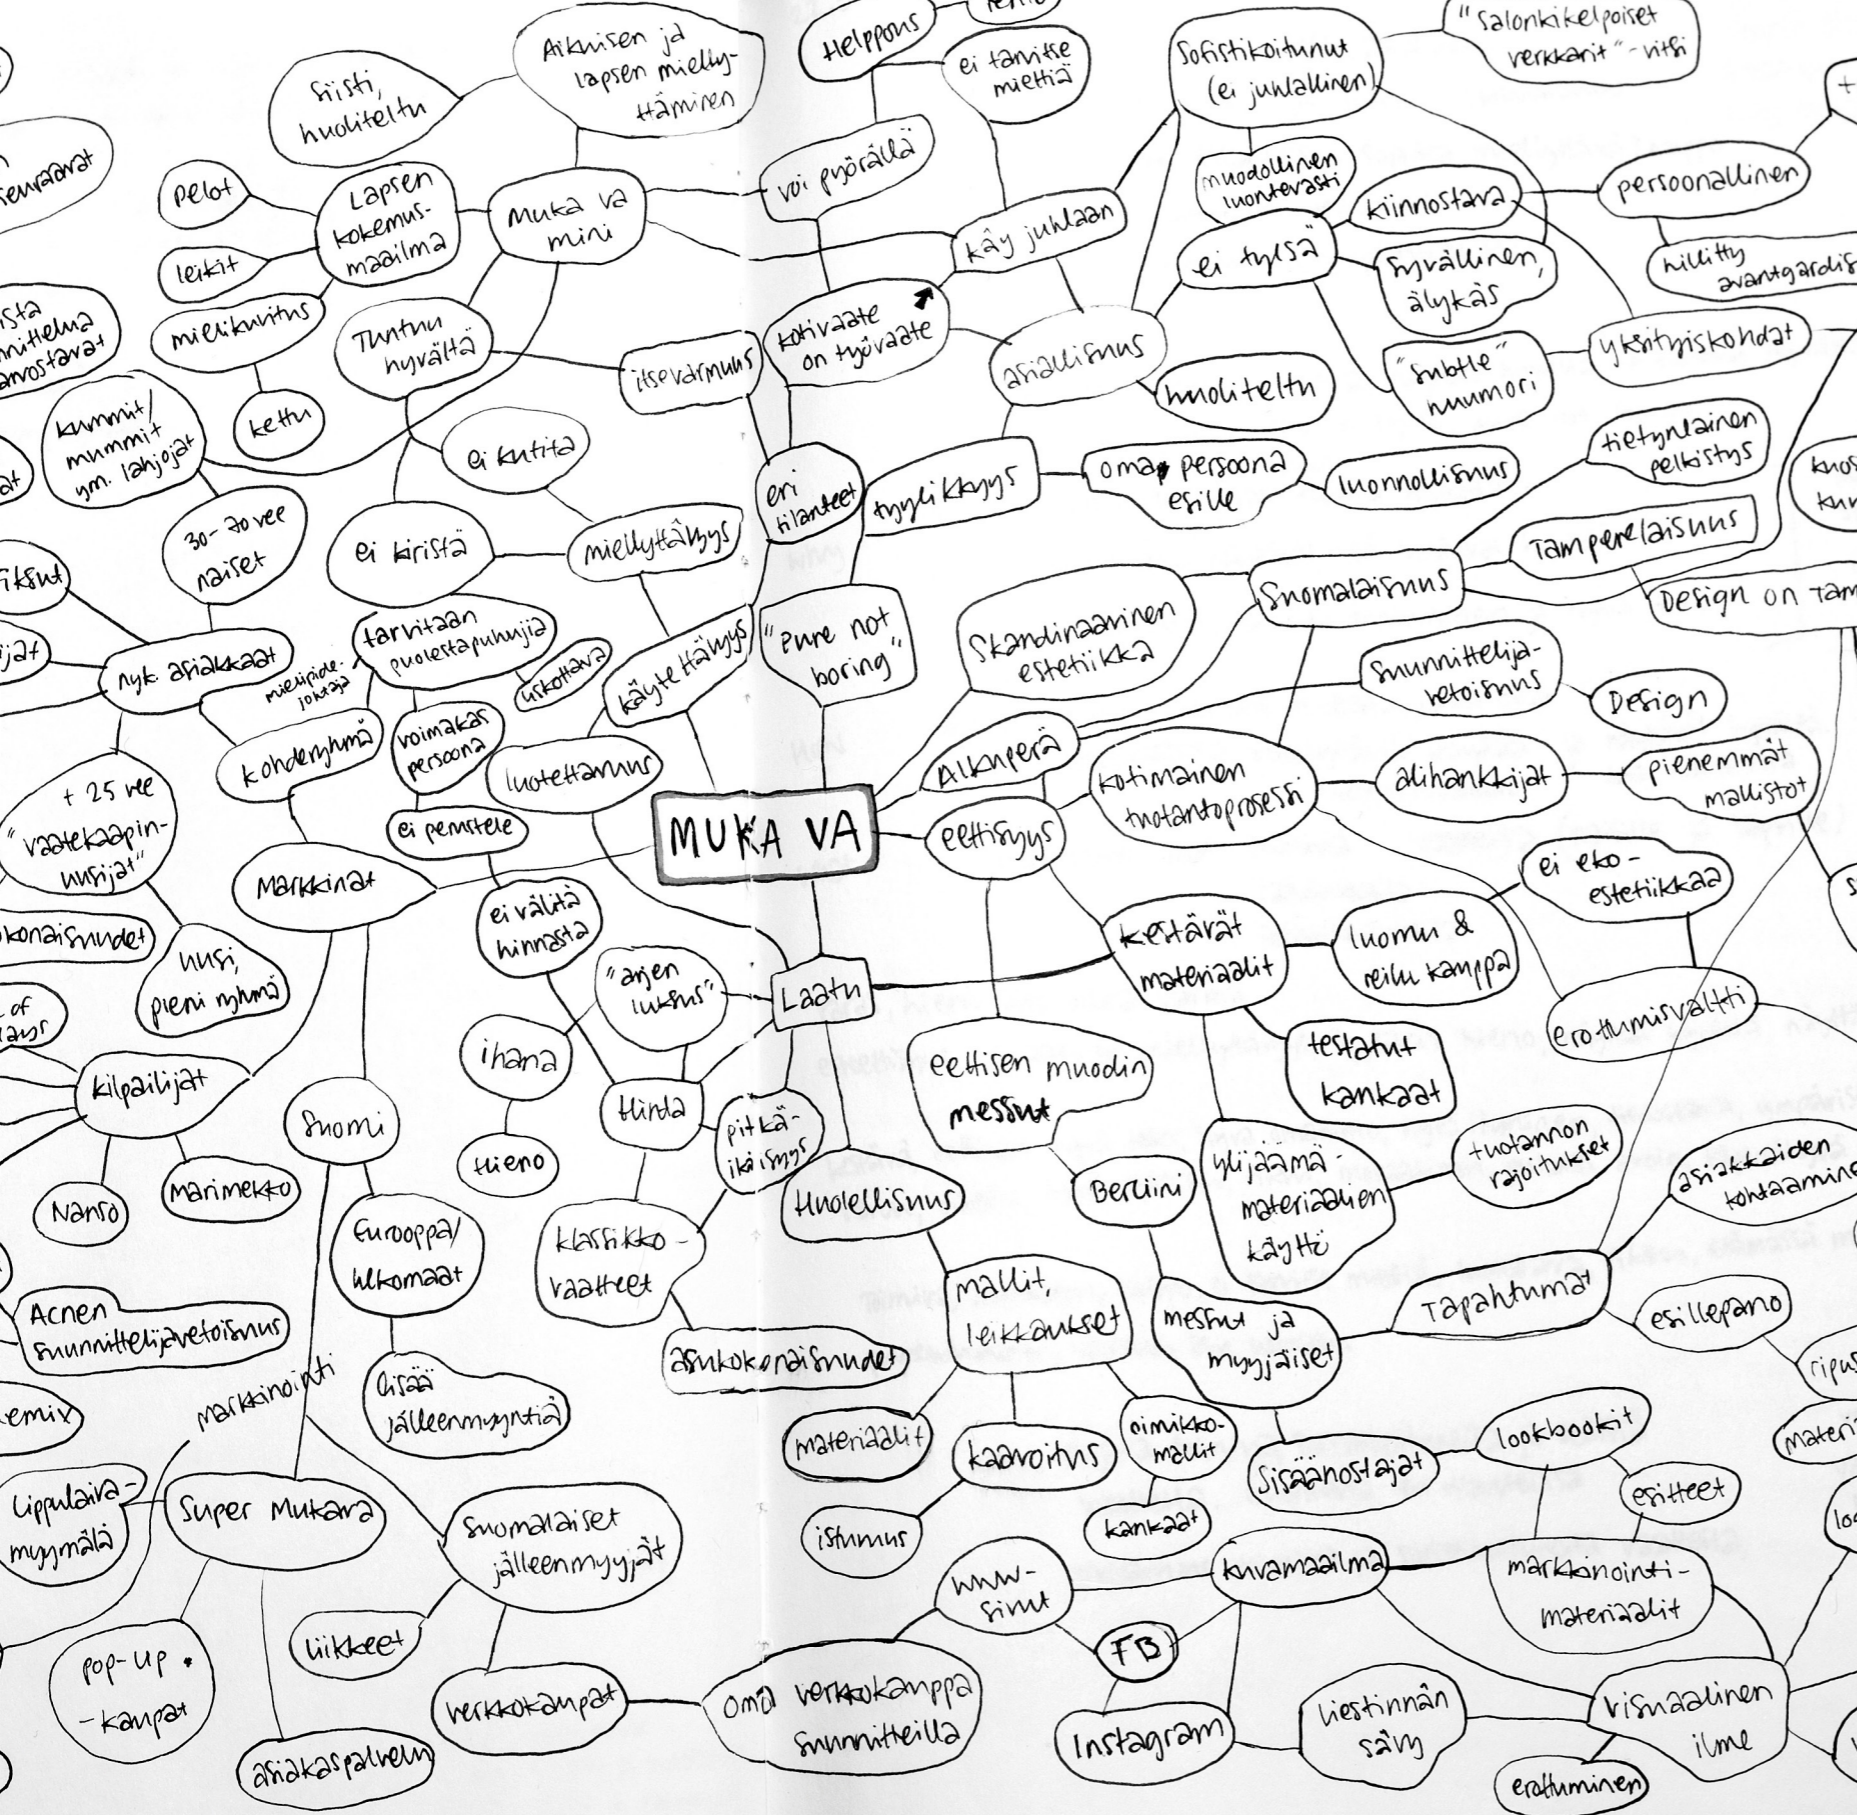 Siisti,
huoliteltu
Aikuisen ja
lapsen mielly-
ttäminen
Helppous
ei tarvitse
miettiä
Sofistikoitunut
(ei juhlallinen)
"Salonkikelpoiset
verkkarit"-vitsi
seuraavat
pelot
Lapsen
kokemus-
maailma
Muka va
mini
voi pyörällä
käy juhlaan
muodollinen
luontevasti
kiinnostava
persoonallinen
leikit
ei tylsä
syvällinen,
älykäs
hillitty
avantgardis
mielikuvitus
Tuntuu
hyvältä
itsevarmuus
kotivaate
on työvaate
asiallisuus
huoliteltu
"subtle"
huumori
yksityiskohdat
arvostavat
kettu
kummit/
mummit
ym. lahjojat
ei kutita
eri
tilanteet
tyylikkyys
oma persoona
esille
luonnollisuus
tietynlainen
pelkistys
30-70 vee
naiset
ei kiristä
miellyttävyys
Tamperelaisuus
Suomalaisuus
Design on Tam
Skandinaavinen
estetiikka
"Pure not
boring"
tarvitaan
puolestapuhujia
uskottava
käytettävyys
nyk. asiakkaat
mielipide-
johtaja
kohderyhmä
voimakas
persoona
luotettavuus
Suunnittelija-
vetoisuus
Design
Alkuperä
kotimainen
tuotantoprosessi
alihankkijat
pienemmät
mallistot
+ 25 vee
"vaatekaapin-
uusijat"
ei penustele
MUKA VA
eettisyys
Markkinat
ei välitä
hinnasta
ei eko-
estetiikkaa
uusi,
pieni ryhmä
"arjen
luksus"
Laatu
Kestävät
materiaalit
luomu &
reilu kauppa
erottumisvaltti
ihana
eettisen muodin
messut
testatut
kankaat
kilpailijat
Suomi
Hinta
pitkä-
ikäisyys
Hieno
Nanso
Marimekko
Huolellisuus
Berliini
ylijäämä-
materiaalien
käyttö
tuotannon
rajoitukset
asiakkaiden
kohtaamine
Eurooppa/
ulkomaat
klassikko-
vaatteet
mallit,
leikkaukset
messut ja
myyjäiset
Tapahtumat
esillepano
Acnen
suunnittelijavetoisuus
asukokonaisuudet
markkinointi
lisää
jälleenmyyntiä
materiaalit
kaavoitus
nimikko-
mallit
sisäänostajat
lookbookit
esitteet
Lippulaiva-
myymälä
Super Mukava
Suomalaiset
jälleenmyyjät
istuvuus
kankaat
www-
sivut
kuvamaailma
markkinointi-
materiaalit
pop-up
-kaupat
liikkeet
FB
verkkokaupat
oma verkkokauppa
suunnitteilla
Instagram
viestinnän
sävy
visuaalinen
ilme
asiakaspalvelu
erottuminen